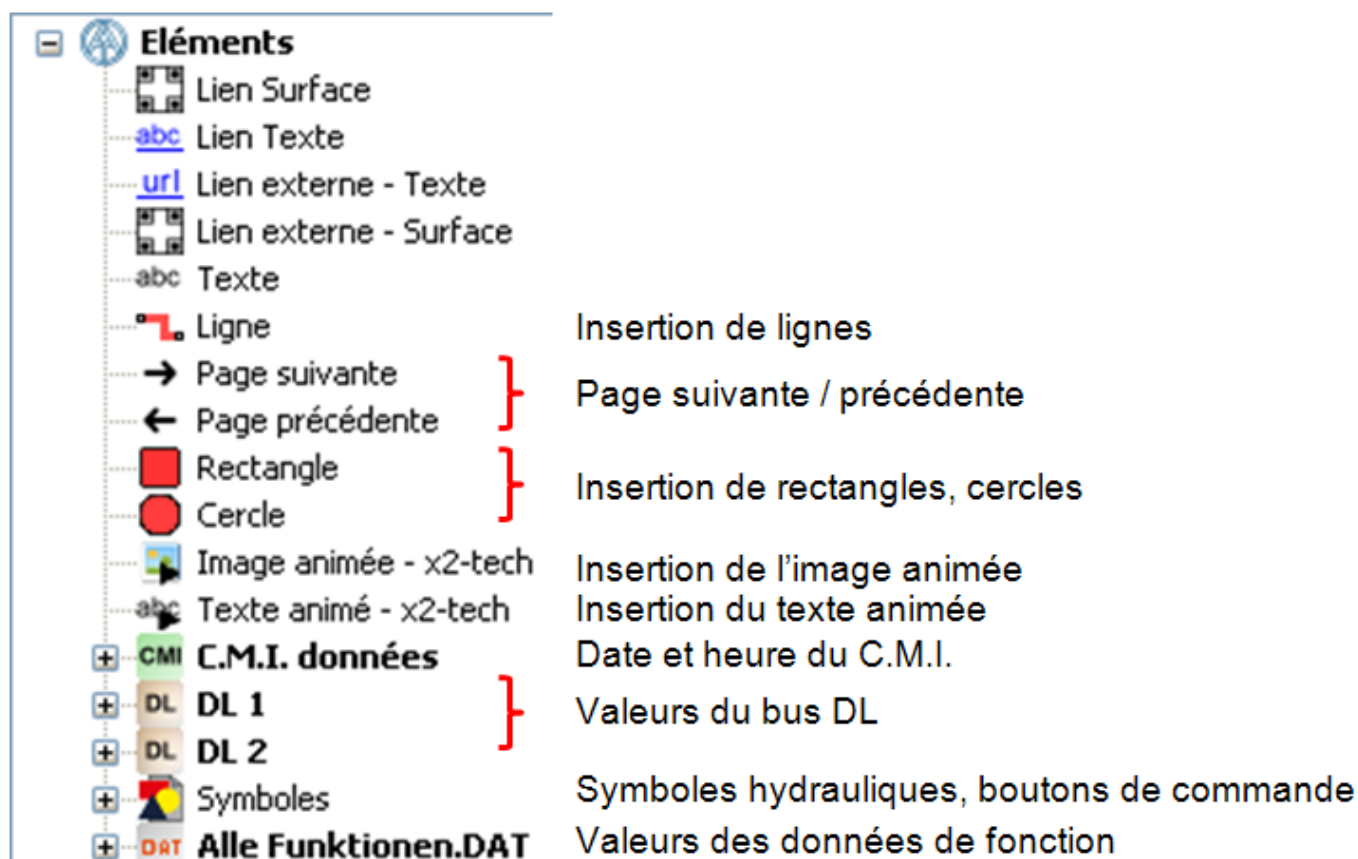 Eléments
Lien Surface
abc Lien Texte
url Lien externe - Texte
Lien externe - Surface
abc Texte
Ligne Insertion de lignes
Page suivante
Page suivante / précédente
Page précédente
Rectangle
Insertion de rectangles, cercles
Cercle
Image animée - x2-tech Insertion de l'image animée
abc Texte animé - x2-tech Insertion du texte animée
CMI C.M.I. données Date et heure du C.M.I.
DL DL 1
Valeurs du bus DL
DL DL 2
Symboles Symboles hydrauliques, boutons de commande
DAT Alle Funktionen.DAT Valeurs des données de fonction